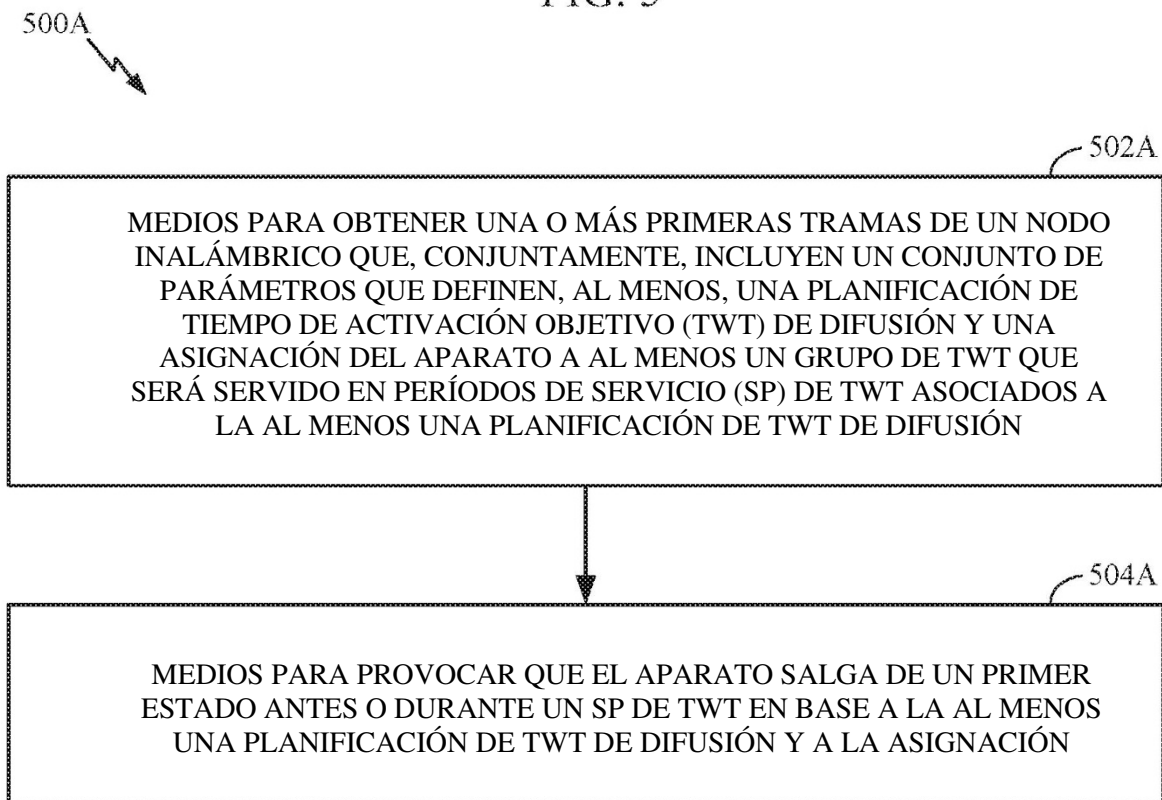 FIG. 5
500A
502A
MEDIOS PARA OBTENER UNA O MÁS PRIMERAS TRAMAS DE UN NODO
INALÁMBRICO QUE, CONJUNTAMENTE, INCLUYEN UN CONJUNTO DE
PARÁMETROS QUE DEFINEN, AL MENOS, UNA PLANIFICACIÓN DE
TIEMPO DE ACTIVACIÓN OBJETIVO (TWT) DE DIFUSIÓN Y UNA
ASIGNACIÓN DEL APARATO A AL MENOS UN GRUPO DE TWT QUE
SERÁ SERVIDO EN PERÍODOS DE SERVICIO (SP) DE TWT ASOCIADOS A
LA AL MENOS UNA PLANIFICACIÓN DE TWT DE DIFUSIÓN
504A
MEDIOS PARA PROVOCAR QUE EL APARATO SALGA DE UN PRIMER
ESTADO ANTES O DURANTE UN SP DE TWT EN BASE A LA AL MENOS
UNA PLANIFICACIÓN DE TWT DE DIFUSIÓN Y A LA ASIGNACIÓN